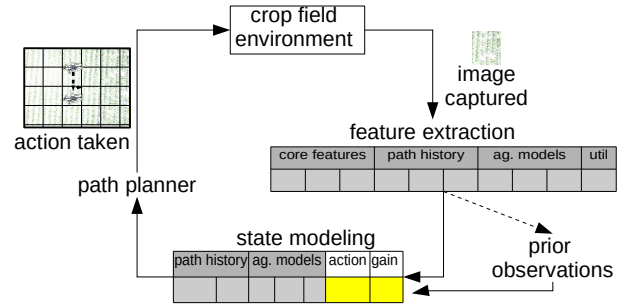 crop field
environment
image
captured
action taken
feature extraction
core features path history ag. models util
path planner
state modeling
path history ag. models action gain
prior
observations